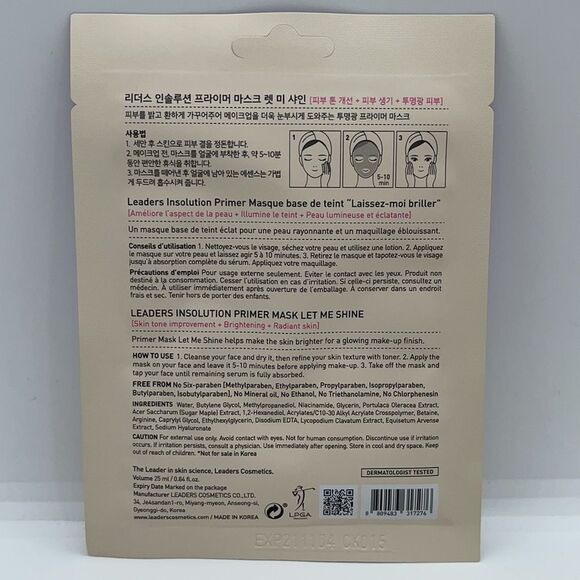 리더스 인솔루션 프라이머 마스크 렛 미 샤인 [피부 톤 개선 + 피부 생기 + 투명광 피부]
피부를 밝고 환하게 가꾸어주어 메이크업을 더욱 눈부시게 도와주는 투명광 프라이머 마스크
사용법
1. 세안 후 스킨으로 피부 결을 정돈합니다.
2. 메이크업 전, 마스크를 얼굴에 부착한 후, 약 5~10분
동안 편안한 휴식을 취합니다.
3. 마스크를 떼어낸 후 얼굴에 남아 있는 에센스는 가볍
게 두드려 흡수시켜 줍니다.
1
2
3
5-10
min
Leaders Insolution Primer Masque base de teint "Laissez-moi briller"
[Améliore l'aspect de la peau + Illumine le teint + Peau lumineuse et éclatante]
Un masque base de teint éclat pour une peau rayonnante et un maquillage éblouissant.
Conseils d'utilisation 1. Nettoyez-vous le visage, séchez votre peau et utilisez une lotion. 2. Appliquez
le masque sur votre peau et laissez agir 5 à 10 minutes. 3. Retirez le masque et tapotez-vous le visage
jusqu'à absorption complète du sérum. Appliquez votre maquillage.
Précautions d'emploi Pour usage externe seulement. Eviter le contact avec les yeux. Produit non
destiné à la consommation. Cesser l'utilisation en cas d'irritation. Si celle-ci persiste, consultez un
médecin. À utiliser immédiatement après ouverture de l'emballage. À conserver dans un endroit
frais et sec. Tenir hors de porter des enfants.
LEADERS INSOLUTION PRIMER MASK LET ME SHINE
[Skin tone improvement + Brightening + Radiant skin]
Primer Mask Let Me Shine helps make the skin brighter for a glowing make-up finish.
HOW TO USE 1. Cleanse your face and dry it, then refine your skin texture with toner. 2. Apply the
mask on your face and leave it 5-10 minutes before applying make-up. 3. Take off the mask and
tap your face until remaining serum is fully absorbed.
FREE FROM No Six-paraben [Methylparaben, Ethylparaben, Propylparaben, Isopropylparaben,
Butylparaben, Isobutylparaben], No Mineral oil, No Ethanol, No Triethanolamine, No Chlorphenesin
INGREDIENTS Water, Butylene Glycol, Methylpropanediol, Niacinamide, Glycerin, Portulaca Oleracea Extract,
Acer Saccharum (Sugar Maple) Extract, 1,2-Hexanediol, Acrylates/C10-30 Alkyl Acrylate Crosspolymer, Betaine,
Arginine, Caprylyl Glycol, Ethylhexylglycerin, Disodium EDTA, Llycopodium Clavatum Extract, Equisetum Arvense
Extract, Sodium Hyaluronate
CAUTION For external use only. Avoid contact with eyes. Not for human consumption. Discontinue use if irritation
occurs. If irritation persists, consult a physician. Use immediately after opening. Store in cool and dry space. Keep
out of reach of children. *Not for sale in Korea
The Leader in skin science, Leaders Cosmetics.
Volume 25 ml / 0.84 fl.oz.
Expiry Date Marked on the package
Manufacturer LEADERS COSMETICS CO., LTD.
34, Je4sandan1-ro, Miyang-myeon, Anseong-si,
Gyeonggi-do, Korea
www.leaderscosmetics.com / MADE IN KOREA
LPGA
DERMATOLOGIST TESTED
8 809483 317276
EXP211104 CK016